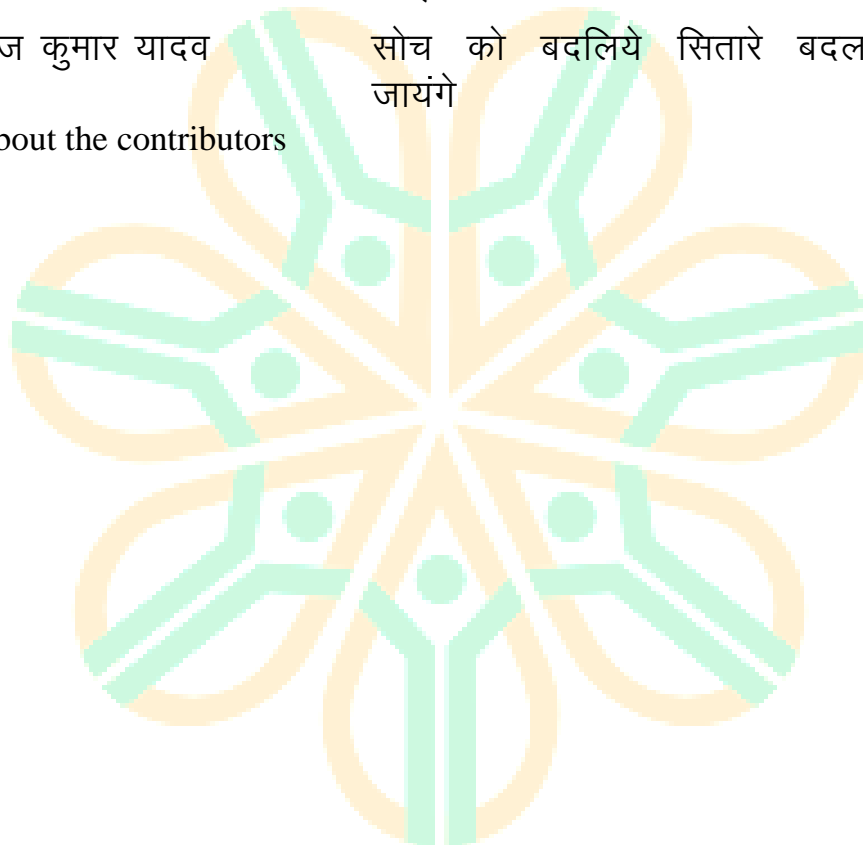 ज कुमार यादव सोच को बदलिये सितारे बदल
जायंगे
bout the contributors